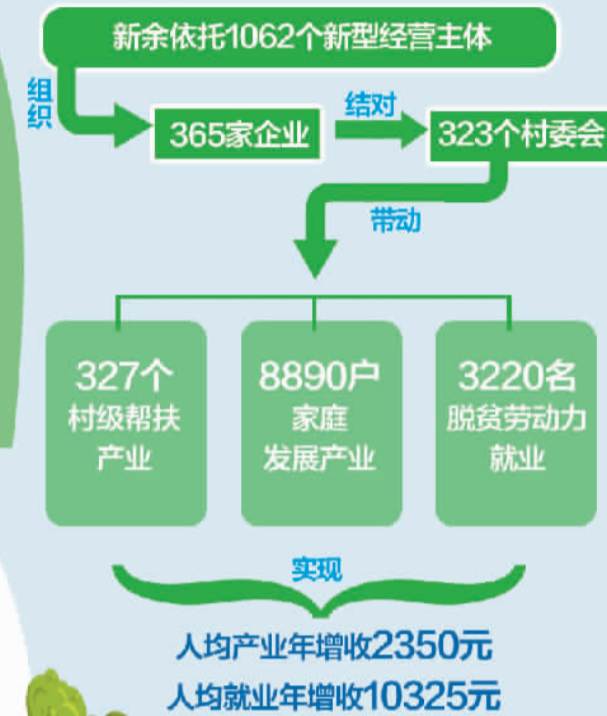 新余依托1062个新型经营主体
组织
365家企业
结对
323个村委会
带动
327个
村级帮扶
产业
8890户
家庭
发展产业
3220名
脱贫劳动力
就业
实现
人均产业年增收2350元
人均就业年增收10325元